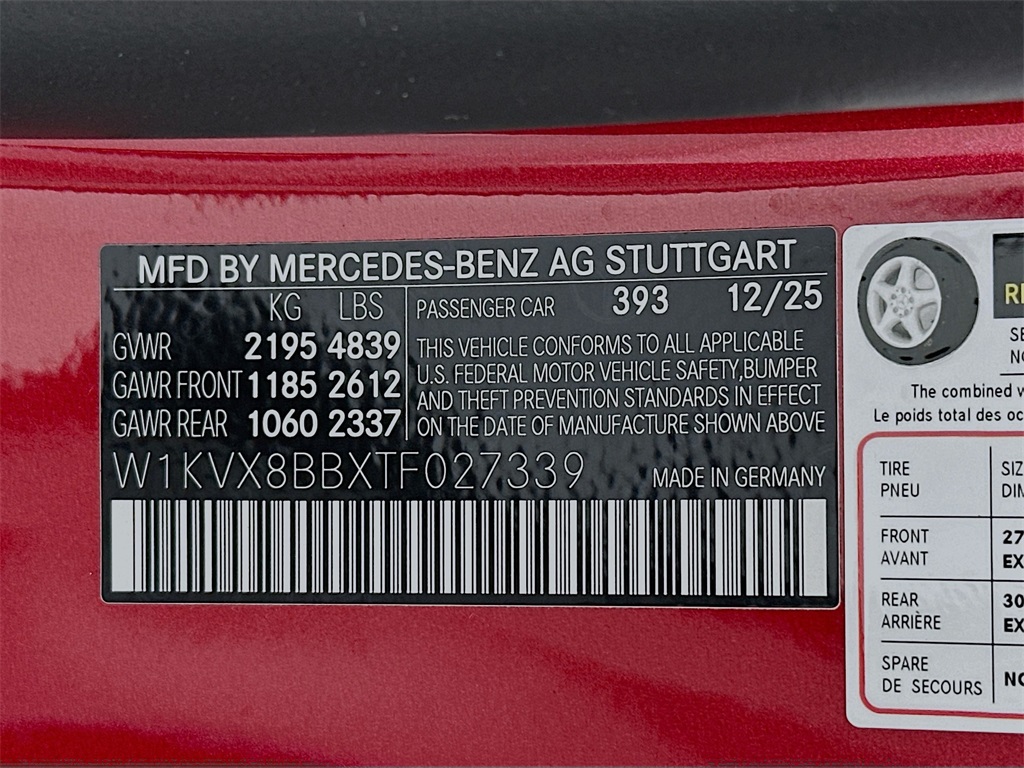 MFD BY MERCEDES-BENZ AG STUTTGART
KG LBS
GVWR 2195 4839
GAWR FRONT 1185 2612
GAWR REAR 1060 2337
PASSENGER CAR 393 12/25
THIS VEHICLE CONFORMS TO ALL APPLICABLE
U.S. FEDERAL MOTOR VEHICLE SAFETY,BUMPER
AND THEFT PREVENTION STANDARDS IN EFFECT
ON THE DATE OF MANUFACTURE SHOWN ABOVE
W1KVX8BBXTF027339
MADE IN GERMANY
The combined
Le poids total des
TIRE
PNEU
FRONT
AVANT
REAR
ARRIÈRE
SPARE
DE SECOURS